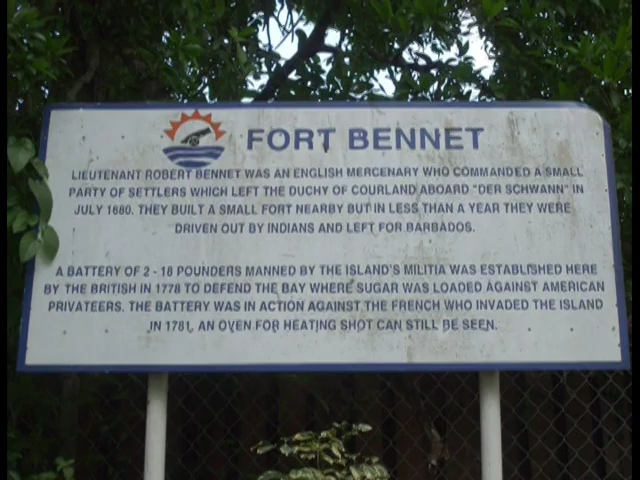 FORT BENNET
LIEUTENANT ROBERT BENNET WAS AN ENGLISH MERCENARY WHO COMMANDED A SMALL
PARTY OF SETTLERS WHICH LEFT THE DUCHY OF COURLAND ABOARD "DER SCHWANN" IN
JULY 1680. THEY BUILT A SMALL FORT NEARBY BUT IN LESS THAN A YEAR THEY WERE
DRIVEN OUT BY INDIANS AND LEFT FOR BARBADOS.
A BATTERY OF 2 - 18 POUNDERS MANNED BY THE ISLAND'S MILITIA WAS ESTABLISHED HERE
BY THE BRITISH IN 1778 TO DEFEND THE BAY WHERE SUGAR WAS LOADED AGAINST AMERICAN
PRIVATEERS. THE BATTERY WAS IN ACTION AGAINST THE FRENCH WHO INVADED THE ISLAND
IN 1781, AN OVEN FOR HEATING SHOT CAN STILL BE SEEN.